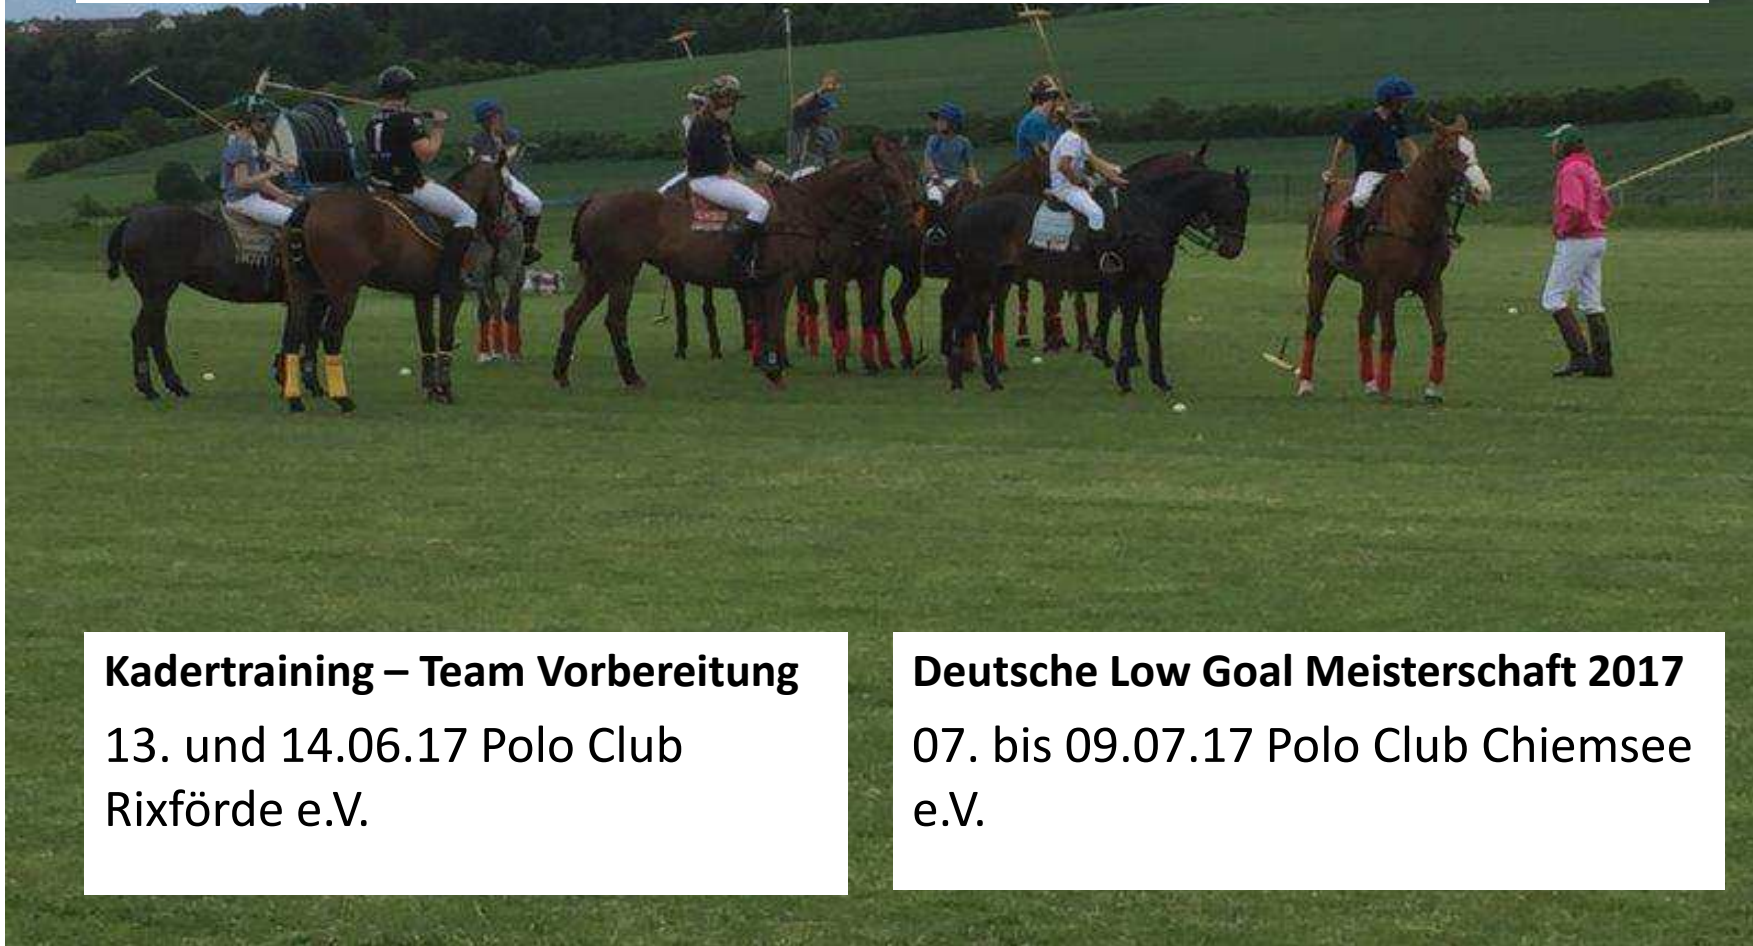 Kadertraining – Team Vorbereitung
13. und 14.06.17 Polo Club
Rixförde e.V.
Deutsche Low Goal Meisterschaft 2017
07. bis 09.07.17 Polo Club Chiemsee
e.V.